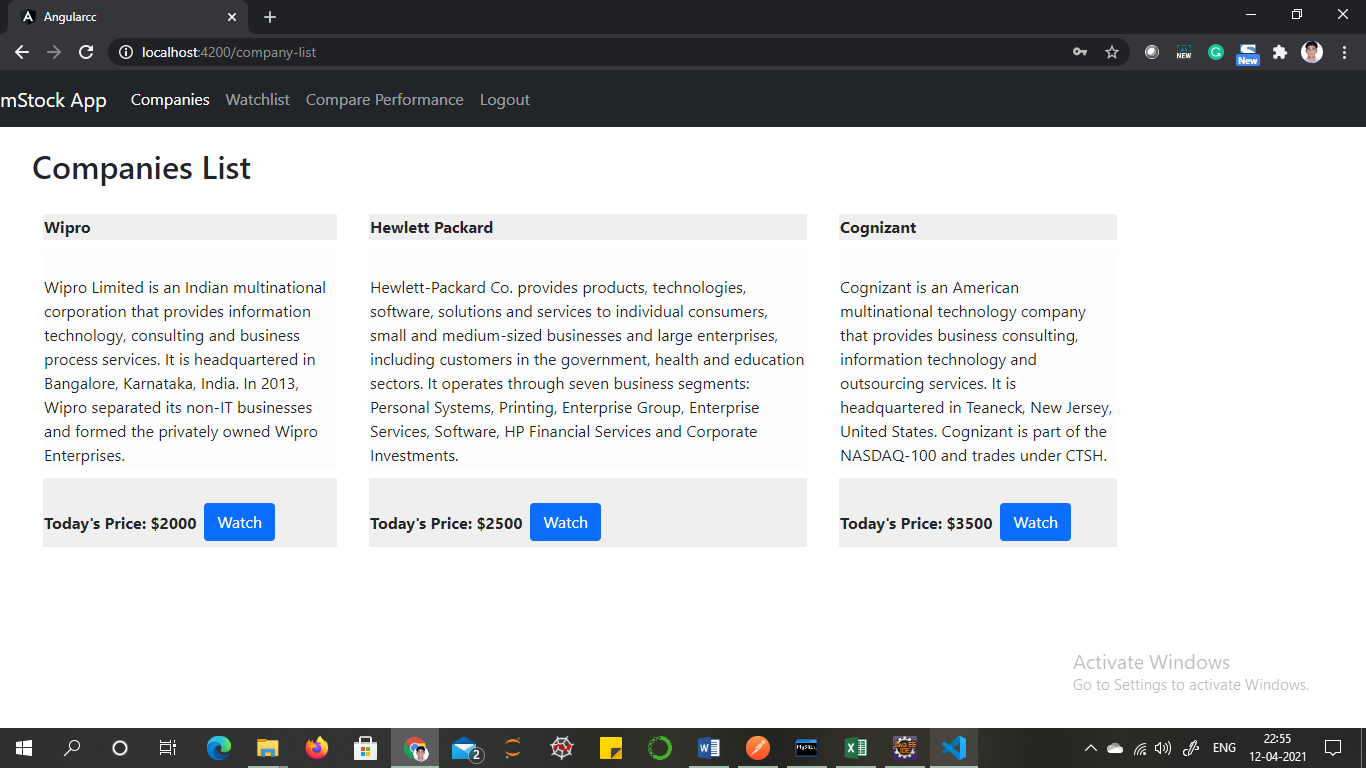 Angularcc
localhost:4200/company-list
NEW
New
mStock App Companies Watchlist Compare Performance Logout
Companies List
Wipro
Wipro Limited is an Indian multinational
corporation that provides information
technology, consulting and business
process services. It is headquartered in
Bangalore, Karnataka, India. In 2013,
Wipro separated its non-IT businesses
and formed the privately owned Wipro
Enterprises.
Today's Price: $2000 Watch
Hewlett Packard
Hewlett-Packard Co. provides products, technologies,
software, solutions and services to individual consumers,
small and medium-sized businesses and large enterprises,
including customers in the government, health and education
sectors. It operates through seven business segments:
Personal Systems, Printing, Enterprise Group, Enterprise
Services, Software, HP Financial Services and Corporate
Investments.
Today's Price: $2500 Watch
Cognizant
Cognizant is an American
multinational technology company
that provides business consulting,
information technology and
outsourcing services. It is
headquartered in Teaneck, New Jersey,
United States. Cognizant is part of the
NASDAQ-100 and trades under CTSH.
Today's Price: $3500 Watch
Activate Windows
Go to Settings to activate Windows.
2
ENG
22:55
12-04-2021